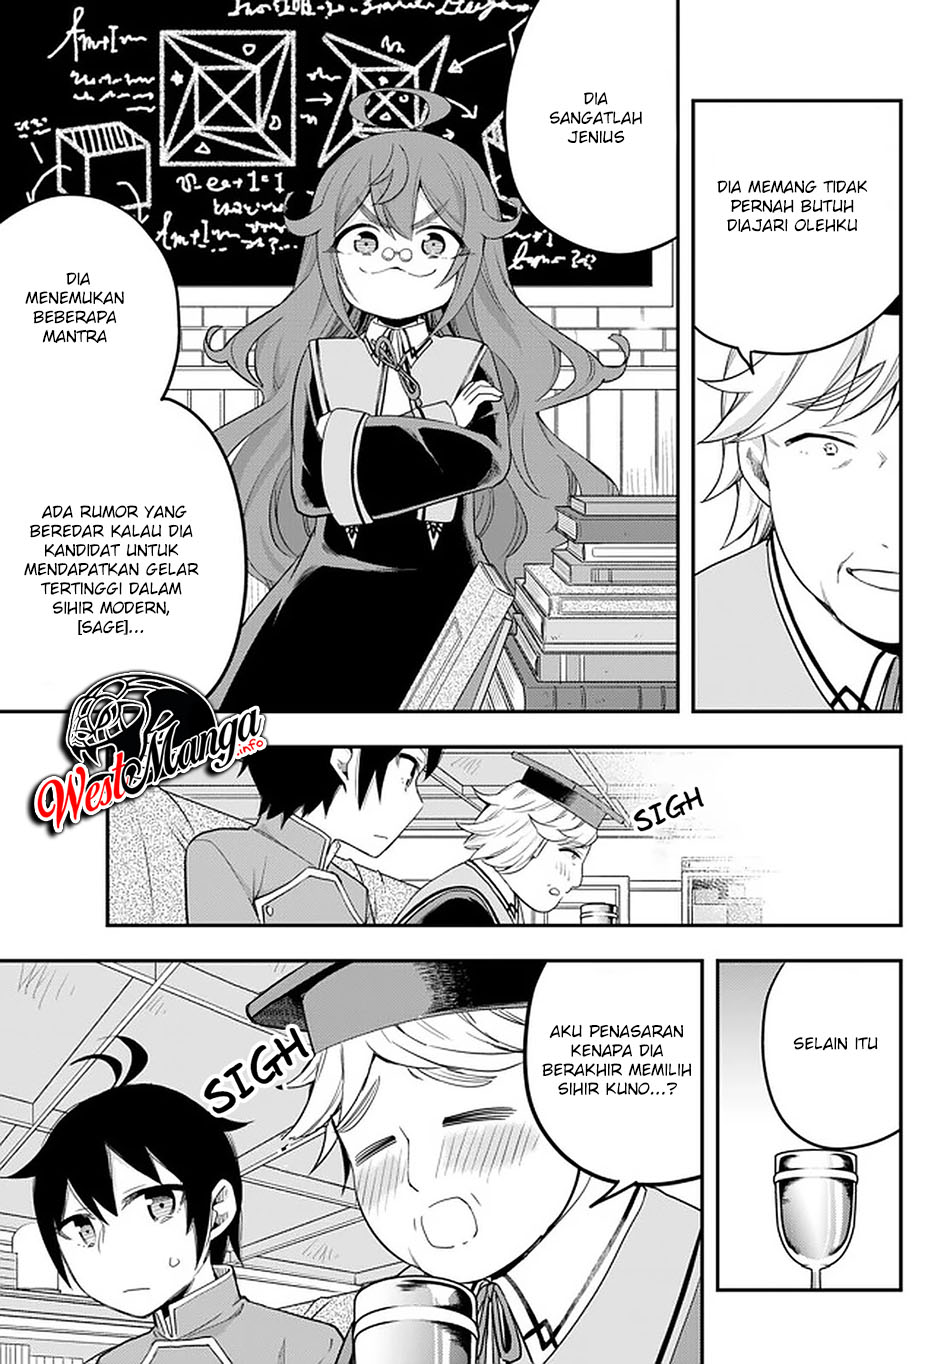 DIA MEMANG TIDAK
PERNAH BUTUH
DIAJARI OLEHKU
DIA
SANGATLAH
JENIUS
DIA
MENEMUKAN
BEBERAPA
MANTRA
ADA RUMOR YANG
BEREDAR KALAU DIA
KANDIDAT UNTUK
MENDAPATKAN GELAR
TERTINGGI DALAM
SIHIR MODERN,
[SAGE]...
WestManga
.info
SIGH
SELAIN ITU
AKU PENASARAN
KENAPA DIA
BERAKHIR MEMILIH
SIHIR KUNO...?
SIGH